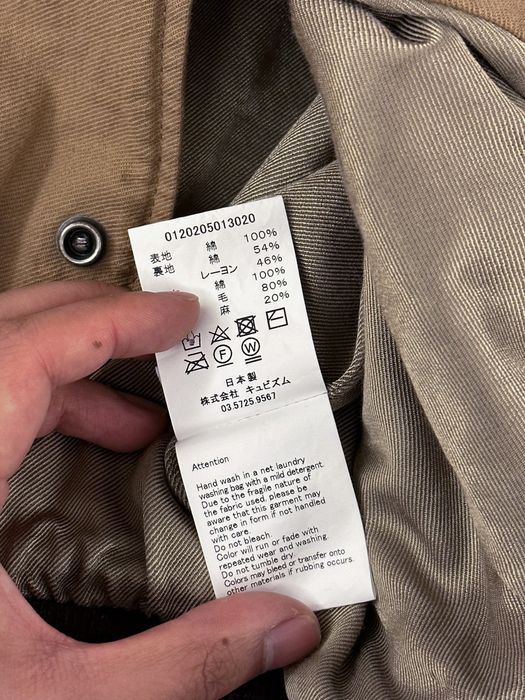 0120205013020
表地 綿 100%
裏地 綿 54%
レーヨン 46%
綿 100%
毛 80%
麻 20%
F W
日本製
株式会社 キュビズム
03.5725.9567
Attention
Hand wash in a net laundry
washing bag with a mild detergent.
Due to the fragile nature of
the fabric used, please be
aware that this garment may
change in form if not handled
with care.
Do not bleach.
Color will run or fade with
repeated wear and washing.
Do not tumble dry.
Colors may bleed or transfer onto
other materials if rubbing occurs.